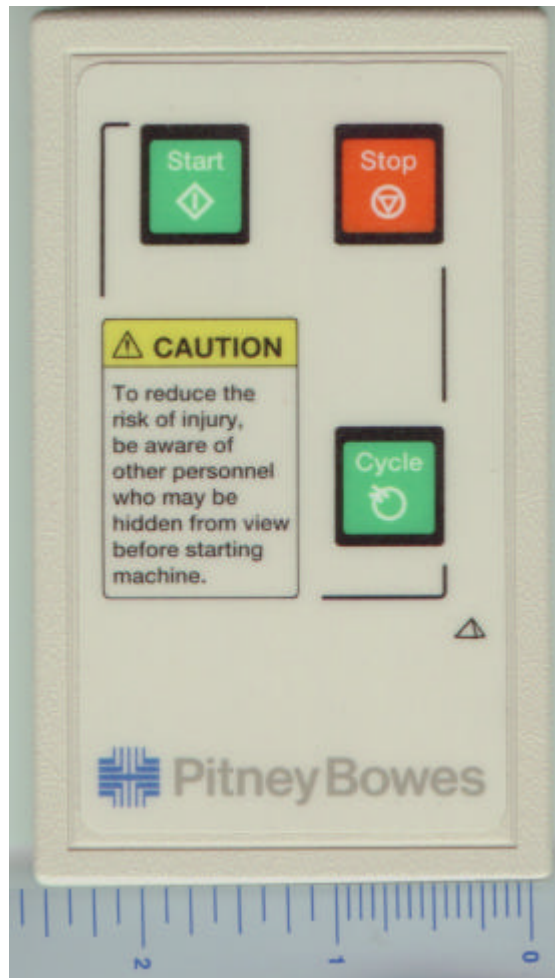 Start
Stop
CAUTION
To reduce the
risk of injury,
be aware of
other personnel
who may be
hidden from view
before starting
machine.
Cycle
PitneyBowes
2
1
0